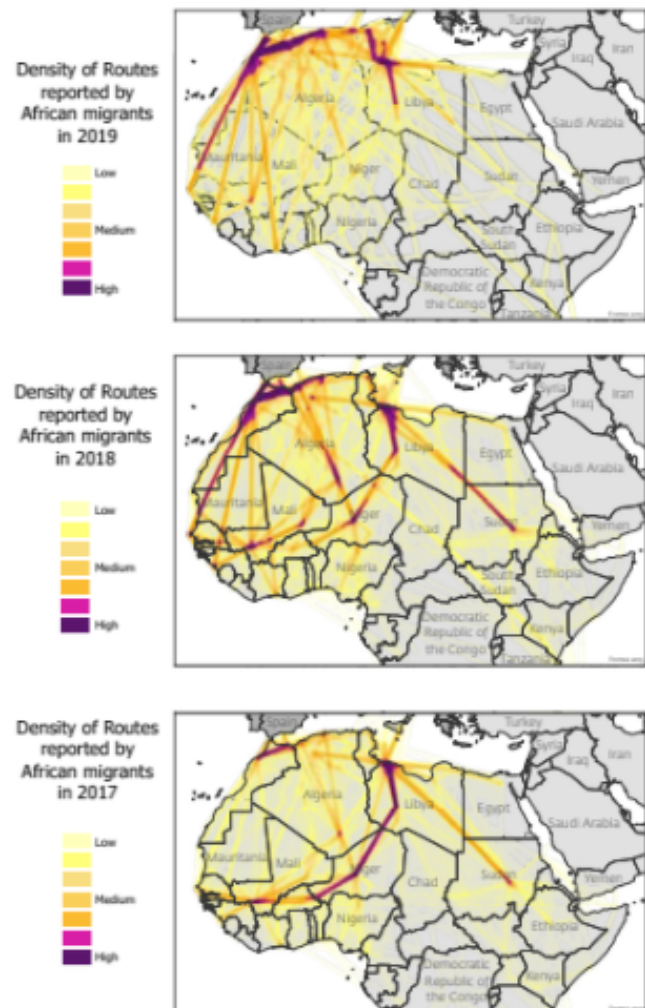 Density of Routes
reported by
African migrants
in 2019
Low
Medium
High
Spain
Turkey
Syria
Iraq
Iran
Algeria
Libya
Egypt
Saudi Arabia
Mauritania
Mali
Niger
Chad
Sudan
Yemen
Nigeria
South
Sudan
Ethiopia
Democratic
Republic of
the Congo
Kenya
Tanzania
Density of Routes
reported by
African migrants
in 2018
Low
Medium
High
Spain
Turkey
Syria
Iraq
Iran
Algeria
Libya
Egypt
Saudi Arabia
Mauritania
Mali
Niger
Chad
Sudan
Yemen
Nigeria
South
Sudan
Ethiopia
Democratic
Republic of
the Congo
Kenya
Tanzania
Density of Routes
reported by
African migrants
in 2017
Low
Medium
High
Spain
Turkey
Syria
Iraq
Iran
Algeria
Libya
Egypt
Saudi Arabia
Mauritania
Mali
Niger
Chad
Sudan
Yemen
Nigeria
Ethiopia
Democratic
Republic of
the Congo
Kenya